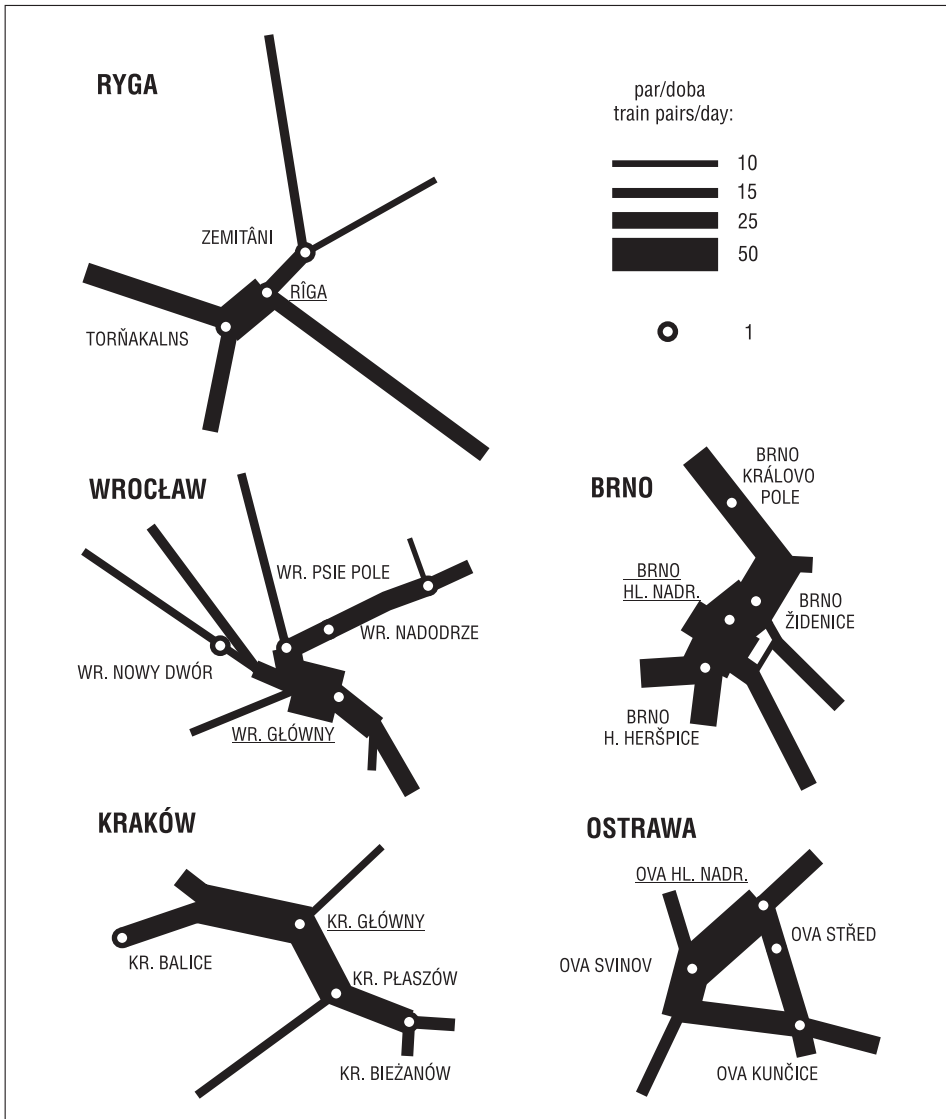 RYGA
par/doba
train pairs/day:
10
15
25
50
1
ZEMITÂNI
RÎGA
TORŇAKALNS
WROCŁAW
WR. PSIE POLE
WR. NADODRZE
WR. NOWY DWÓR
WR. GŁÓWNY
BRNO
BRNO
KRÁLOVO
POLE
BRNO
HL. NADR.
BRNO
ŽIDENICE
BRNO
H. HERŠPICE
KRAKÓW
KR. GŁÓWNY
KR. BALICE
KR. PŁASZÓW
KR. BIEŻANÓW
OSTRAWA
OVA HL. NADR.
OVA STŘED
OVA SVINOV
OVA KUNČICE